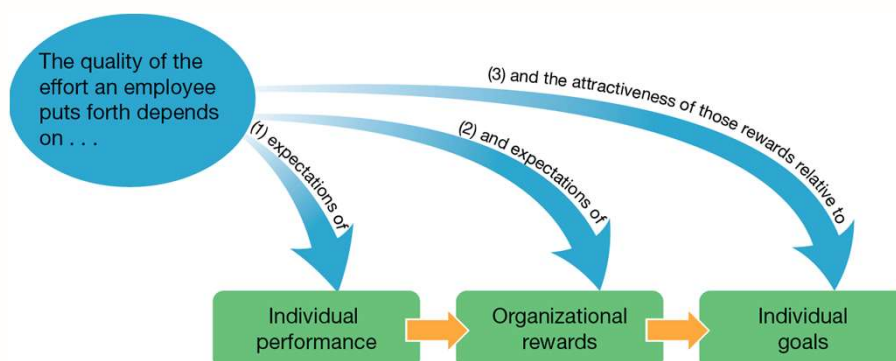 The quality of the
effort an employee
puts forth depends
on . . .
(1) expectations of
(2) and expectations of
(3) and the attractiveness of those rewards relative to
Individual
performance
Organizational
rewards
Individual
goals